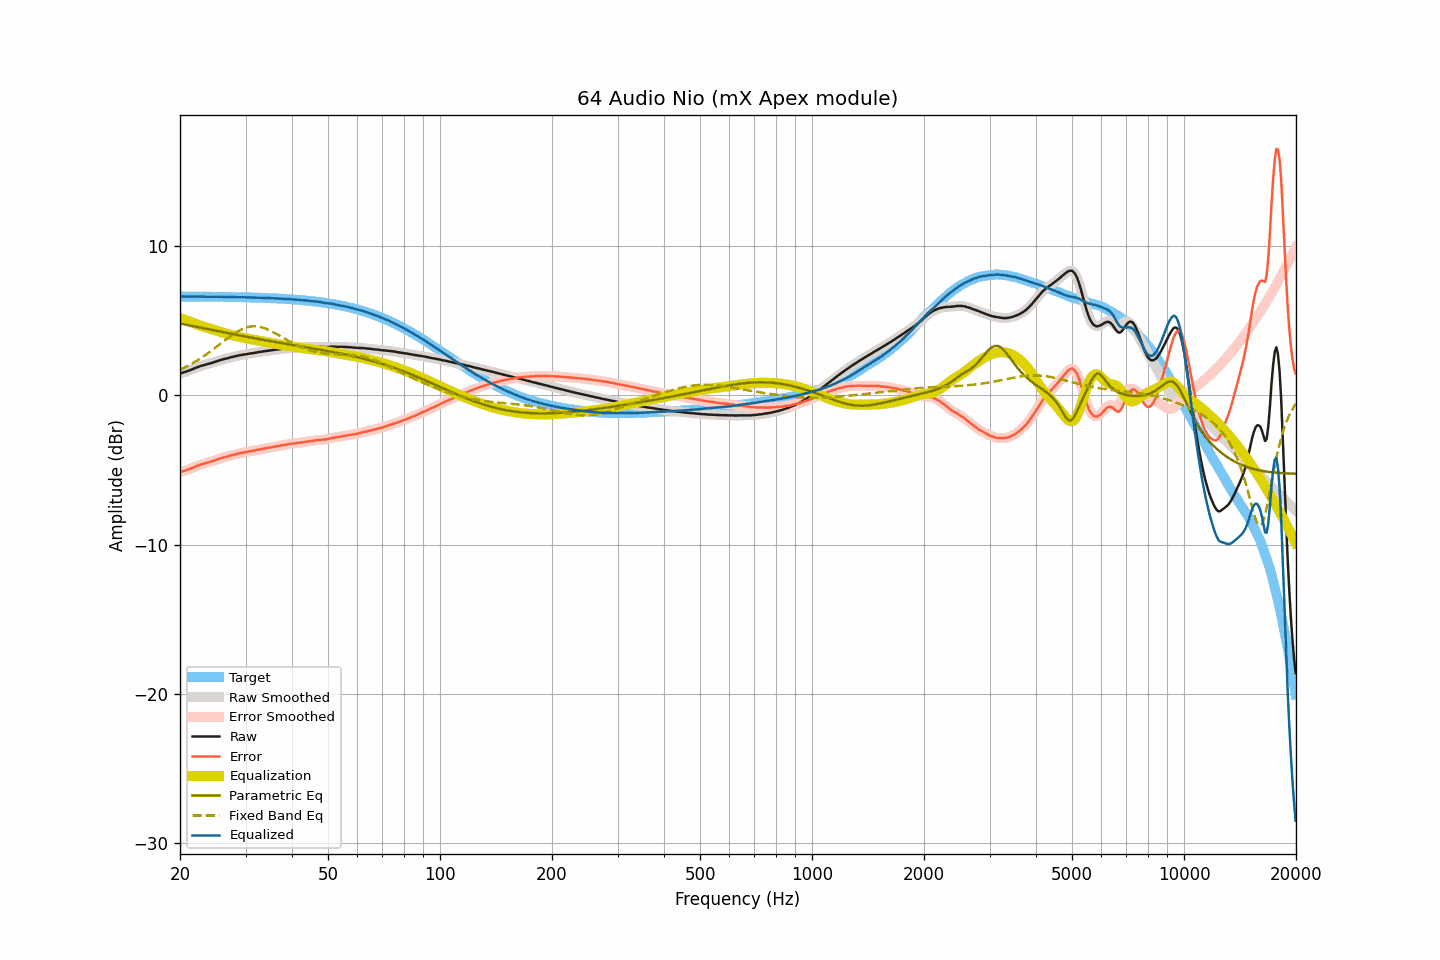 64 Audio Nio (mX Apex module)
Amplitude (dBr)
10
0
−10
−20
−30
Target
Raw Smoothed
Error Smoothed
Raw
Error
Equalization
Parametric Eq
Fixed Band Eq
Equalized
20 50 100 200 500 1000 2000 5000 10000 20000
Frequency (Hz)